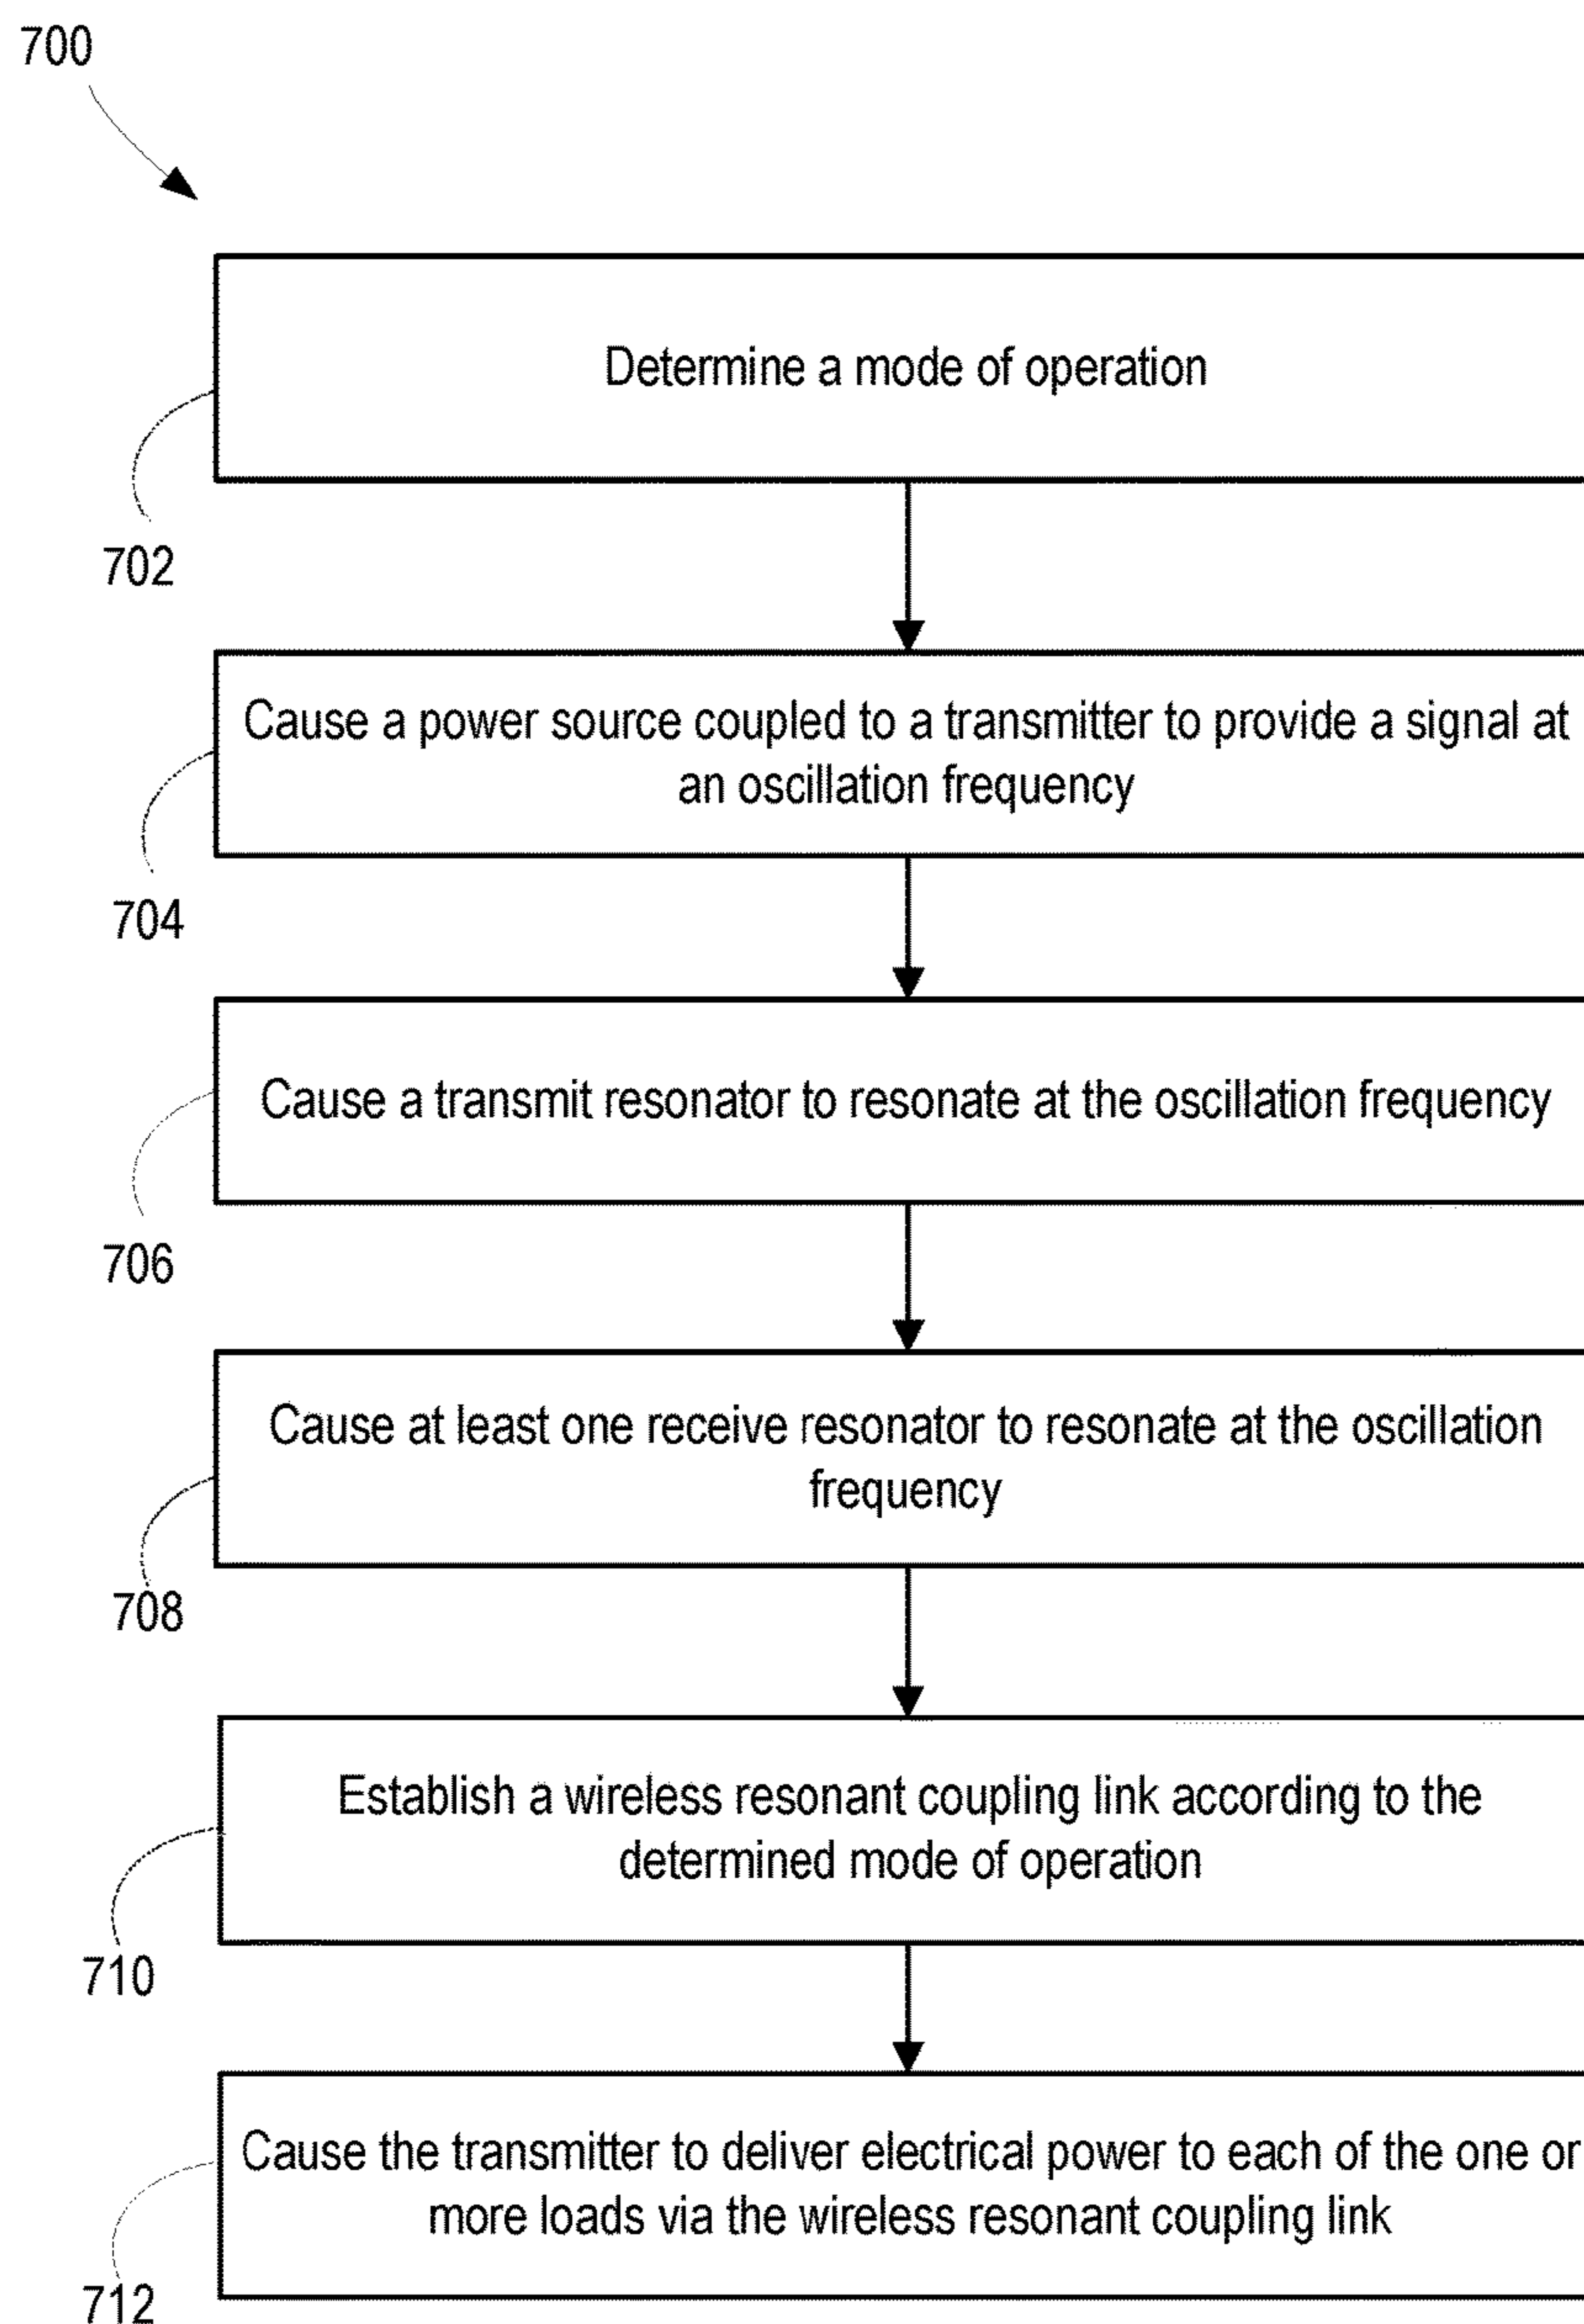 700
Determine a mode of operation
702
Cause a power source coupled to a transmitter to provide a signal at
an oscillation frequency
704
Cause a transmit resonator to resonate at the oscillation frequency
706
Cause at least one receive resonator to resonate at the oscillation
frequency
708
Establish a wireless resonant coupling link according to the
determined mode of operation
710
Cause the transmitter to deliver electrical power to each of the one or
more loads via the wireless resonant coupling link
712